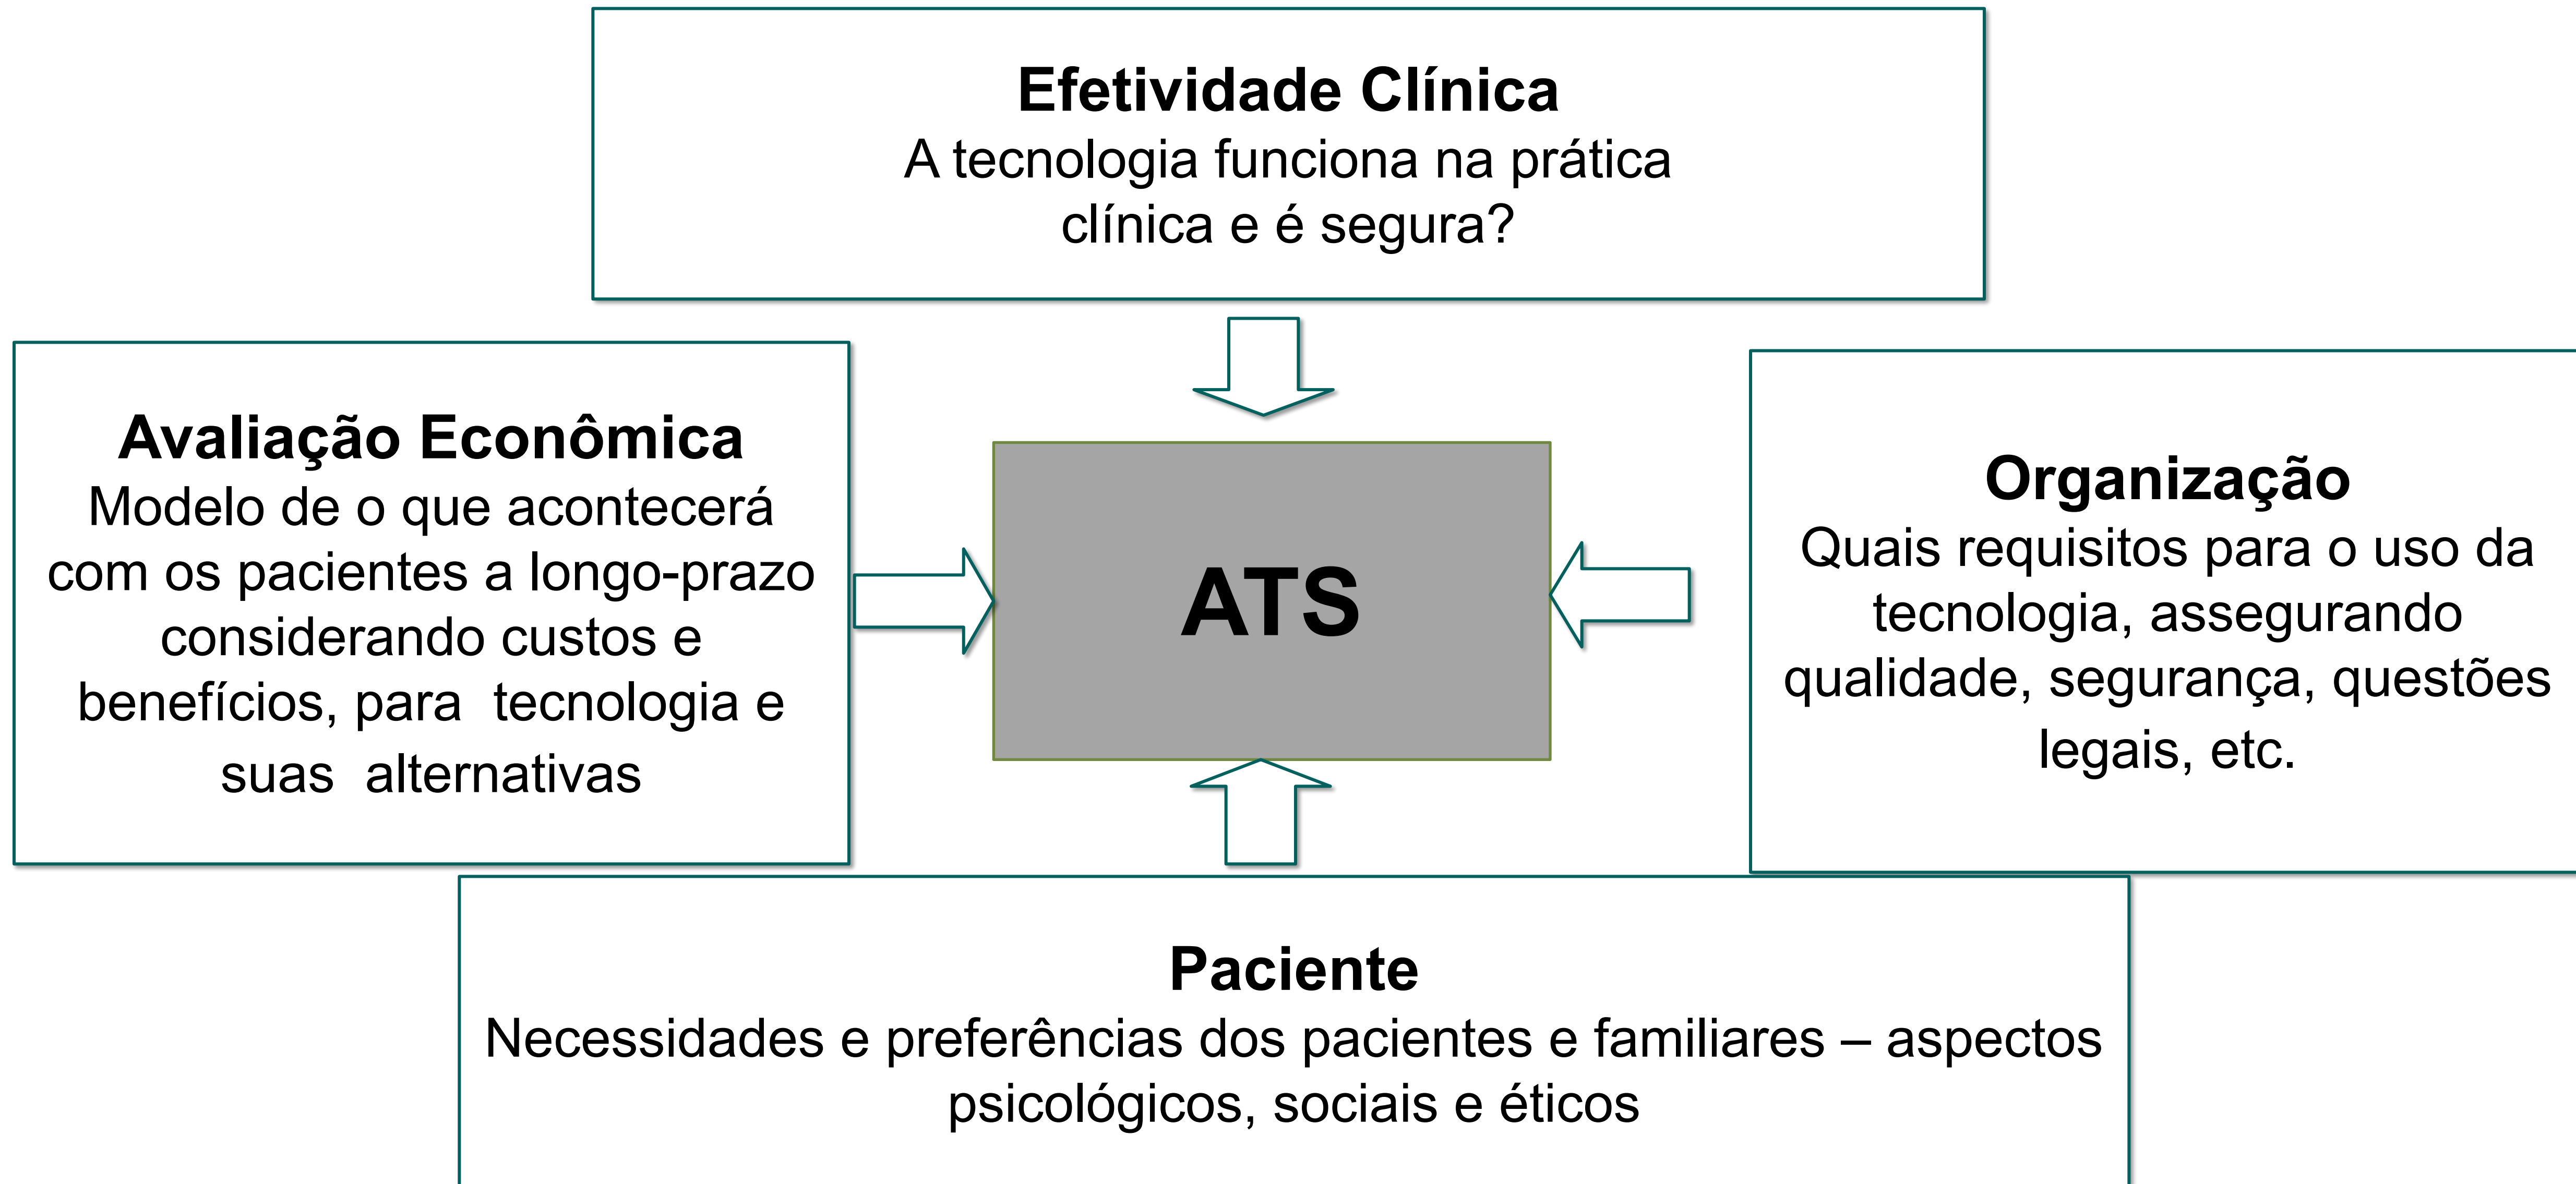 Efetividade Clínica
A tecnologia funciona na prática
clínica e é segura?
Avaliação Econômica
Modelo de o que acontecerá
com os pacientes a longo-prazo
considerando custos e
benefícios, para  tecnologia e
suas  alternativas
ATS
Organização
Quais requisitos para o uso da
tecnologia, assegurando
qualidade, segurança, questões
legais, etc.
Paciente
Necessidades e preferências dos pacientes e familiares – aspectos
psicológicos, sociais e éticos